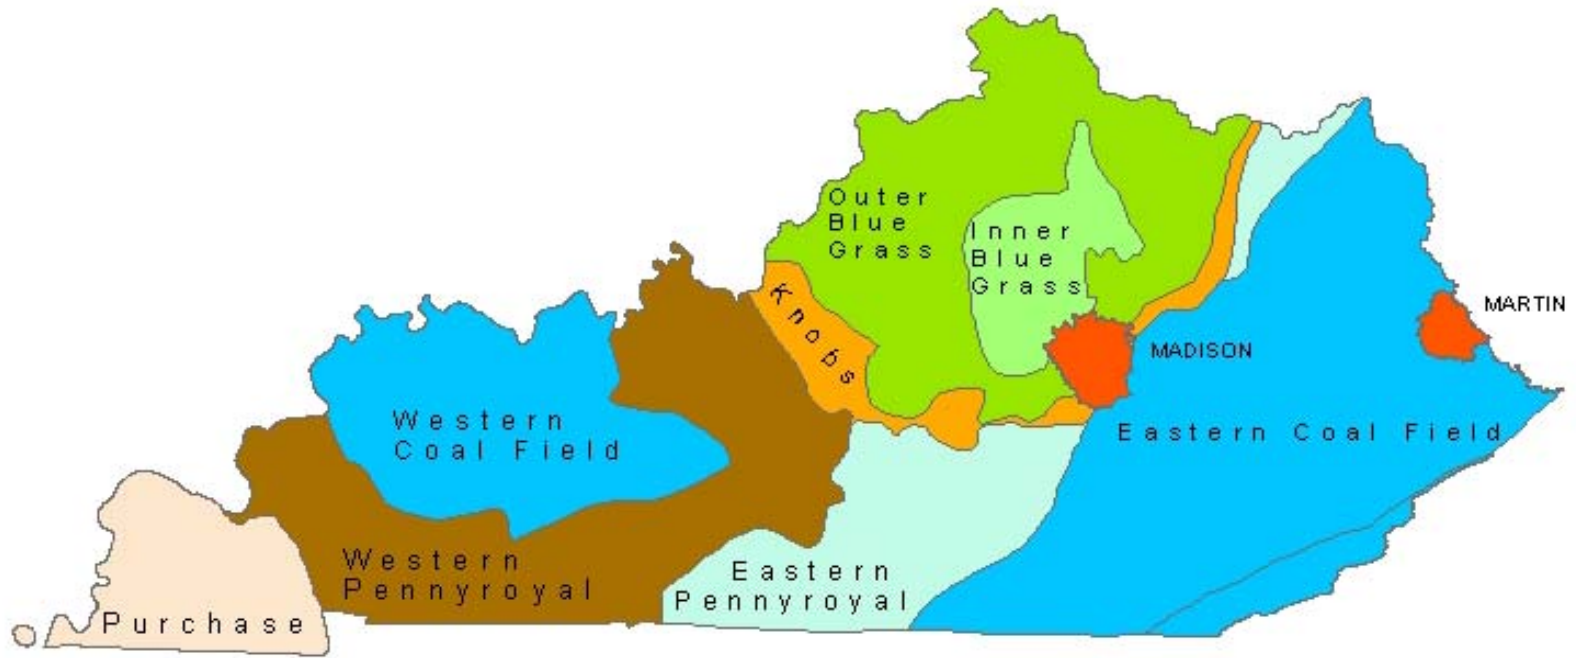 Outer
Blue
Grass
Inner
Blue
Grass
Knobs
MARTIN
MADISON
Western
Coal Field
Eastern Coal Field
Western
Pennyroyal
Eastern
Pennyroyal
Purchase